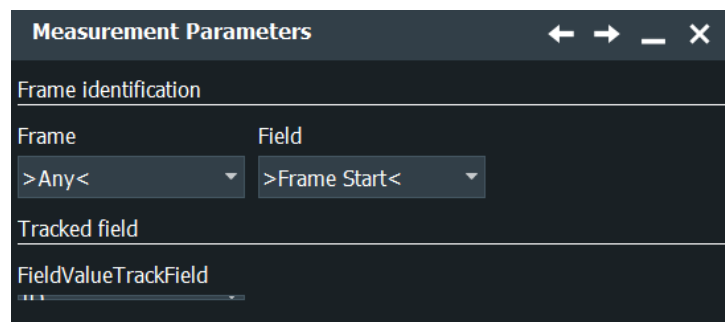 Measurement Parameters
Frame identification
Frame Field
>Any< >Frame Start<
Tracked field
FieldValueTrackField